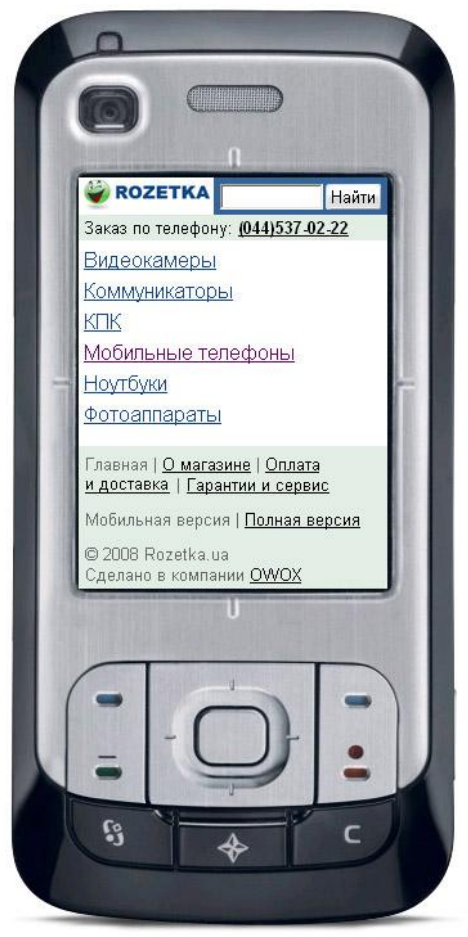 ROZETKA
Найти
Заказ по телефону: (044)537-02-22
Видеокамеры
Коммуникаторы
КПК
Мобильные телефоны
Ноутбуки
Фотоаппараты
Главная | О магазине | Оплата
и доставка | Гарантии и сервис
Мобильная версия | Полная версия
© 2008 Rozetka.ua
Сделано в компании OWOX
C